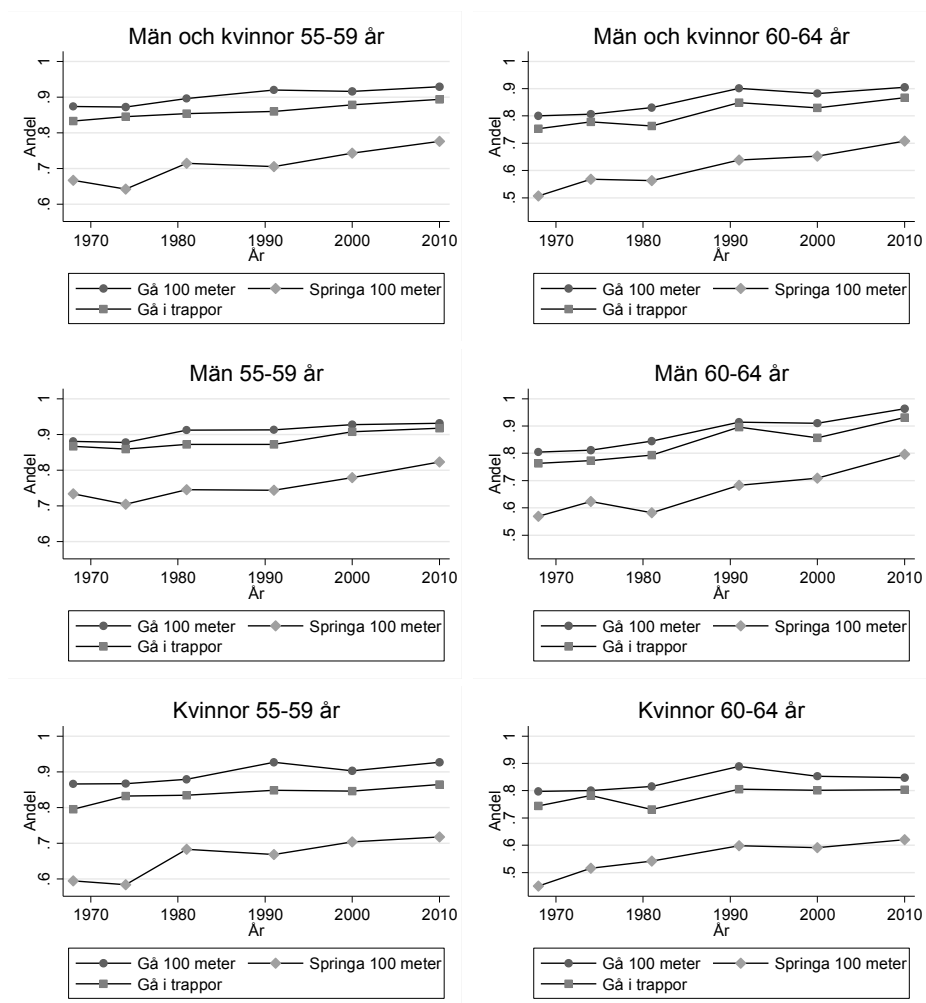 Män och kvinnor 55-59 år
1
.9
.8
.7
.6
Andel
1970 1980 1990 2000 2010
År
Gå 100 meter Springa 100 meter
Gå i trappor
Män och kvinnor 60-64 år
1
.9
.8
.7
.6
.5
Andel
1970 1980 1990 2000 2010
År
Gå 100 meter Springa 100 meter
Gå i trappor
Män 55-59 år
1
.9
.8
.7
.6
Andel
1970 1980 1990 2000 2010
År
Gå 100 meter Springa 100 meter
Gå i trappor
Män 60-64 år
1
.9
.8
.7
.6
.5
Andel
1970 1980 1990 2000 2010
År
Gå 100 meter Springa 100 meter
Gå i trappor
Kvinnor 55-59 år
1
.9
.8
.7
.6
Andel
1970 1980 1990 2000 2010
År
Gå 100 meter Springa 100 meter
Gå i trappor
Kvinnor 60-64 år
1
.9
.8
.7
.6
.5
Andel
1970 1980 1990 2000 2010
År
Gå 100 meter Springa 100 meter
Gå i trappor